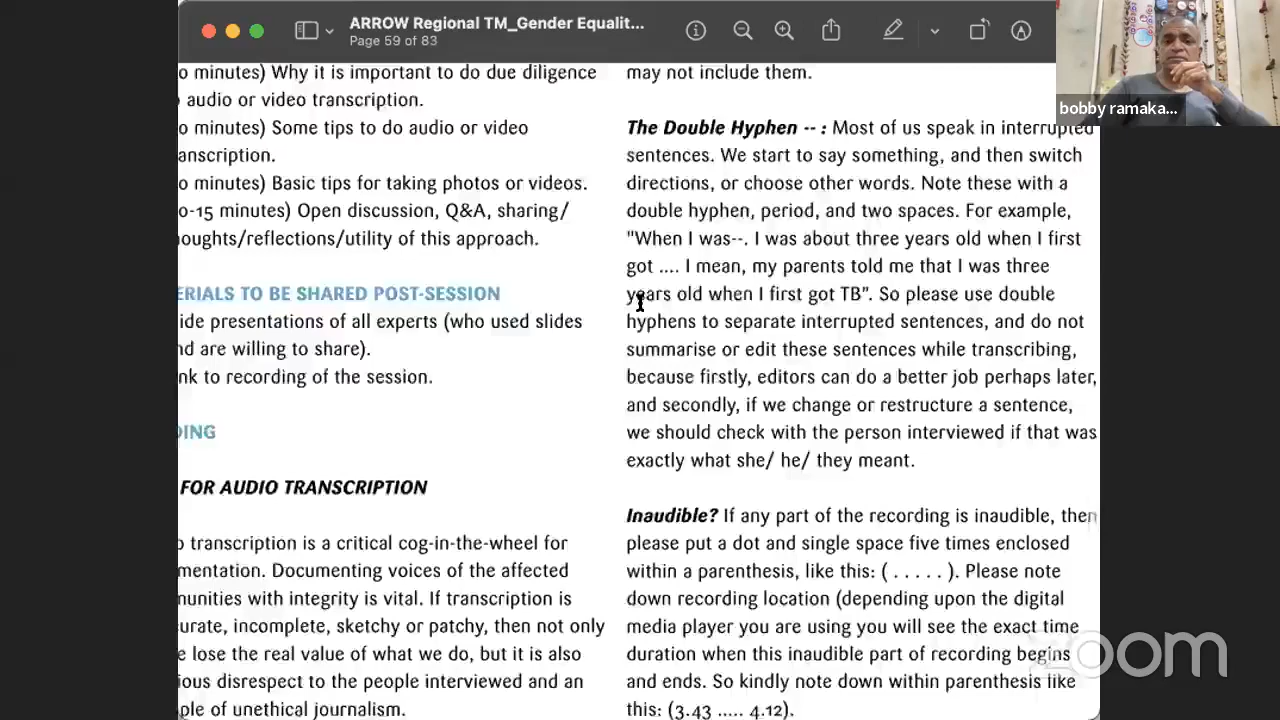 ARROW Regional TM_Gender Equalit...
Page 59 of 83
bobby ramaka...
o minutes) Why it is important to do due diligence
audio or video transcription.
o minutes) Some tips to do audio or video
anscription.
o minutes) Basic tips for taking photos or videos.
0-15 minutes) Open discussion, Q&A, sharing/
houghts/reflections/utility of this approach.
ERIALS TO BE SHARED POST-SESSION
ide presentations of all experts (who used slides
nd are willing to share).
nk to recording of the session.
DING
FOR AUDIO TRANSCRIPTION
o transcription is a critical cog-in-the-wheel for
mentation. Documenting voices of the affected
munities with integrity is vital. If transcription is
urate, incomplete, sketchy or patchy, then not only
e lose the real value of what we do, but it is also
ious disrespect to the people interviewed and an
ple of unethical journalism.
may not include them.
The Double Hyphen -- : Most of us speak in interrupted
sentences. We start to say something, and then switch
directions, or choose other words. Note these with a
double hyphen, period, and two spaces. For example,
"When I was--. I was about three years old when I first
got .... I mean, my parents told me that I was three
years old when I first got TB”. So please use double
hyphens to separate interrupted sentences, and do not
summarise or edit these sentences while transcribing,
because firstly, editors can do a better job perhaps later,
and secondly, if we change or restructure a sentence,
we should check with the person interviewed if that was
exactly what she/ he/ they meant.
Inaudible? If any part of the recording is inaudible, then
please put a dot and single space five times enclosed
within a parenthesis, like this: ( . . . . . ). Please note
down recording location (depending upon the digital
media player you are using you will see the exact time
duration when this inaudible part of recording begins
and ends. So kindly note down within parenthesis like
this: (3.43 ..... 4.12).
zoom